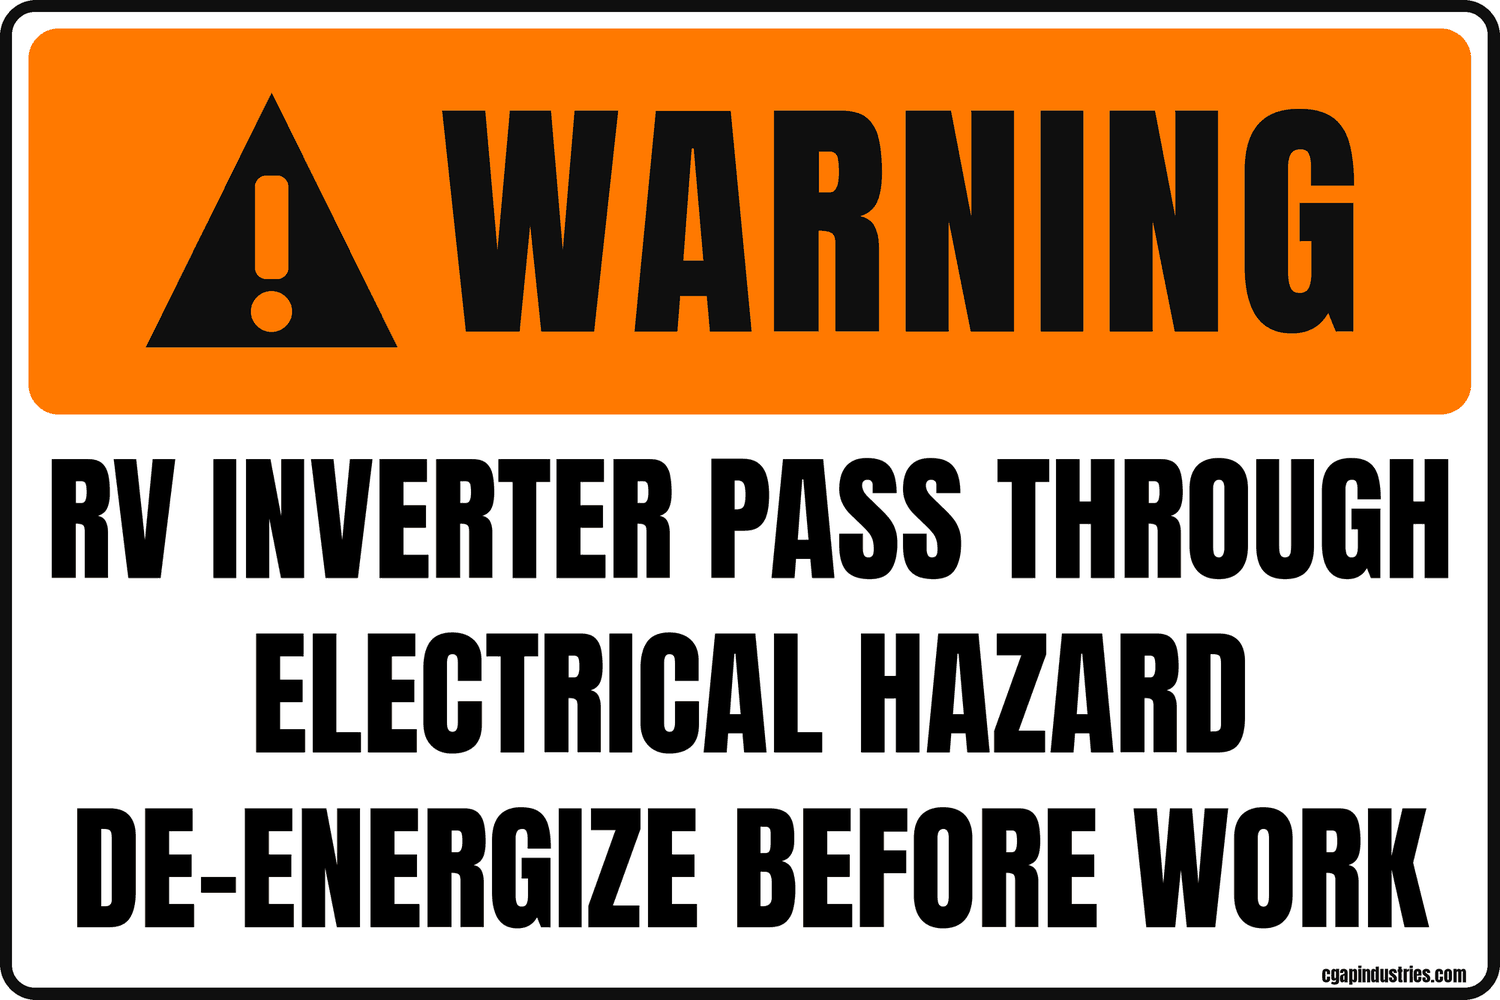 WARNING
RV INVERTER PASS THROUGH
ELECTRICAL HAZARD
DE-ENERGIZE BEFORE WORK
cgapindustries.com